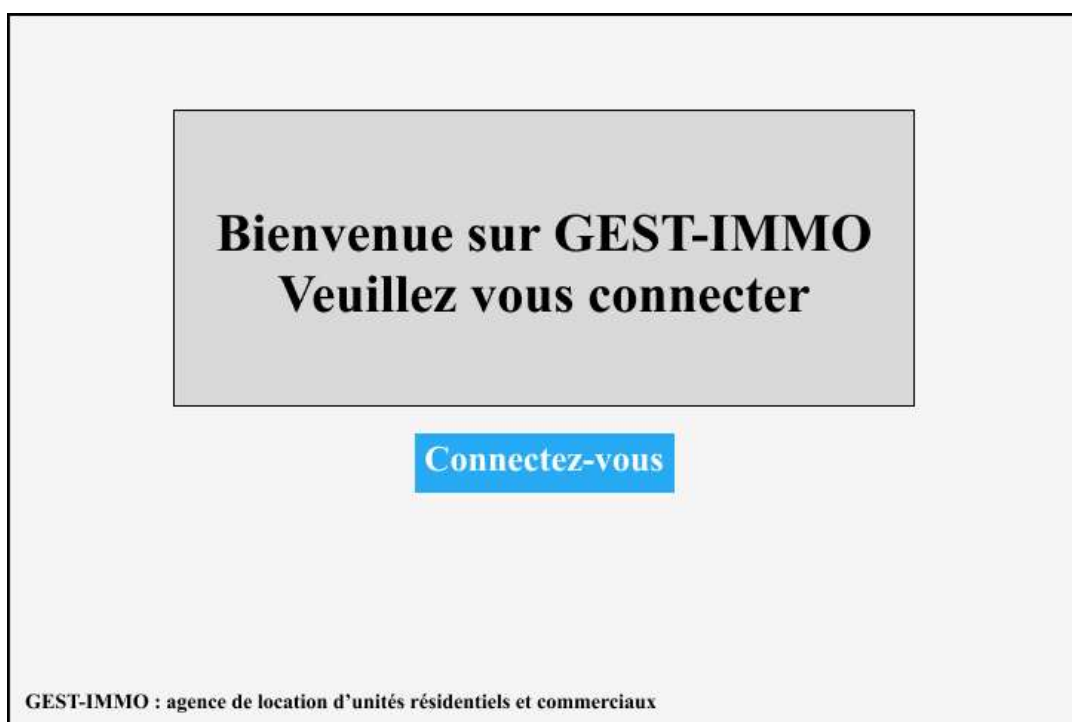 Bienvenue sur GEST-IMMO
Veuillez vous connecter
Connectez-vous
GEST-IMMO : agence de location d’unités résidentiels et commerciaux